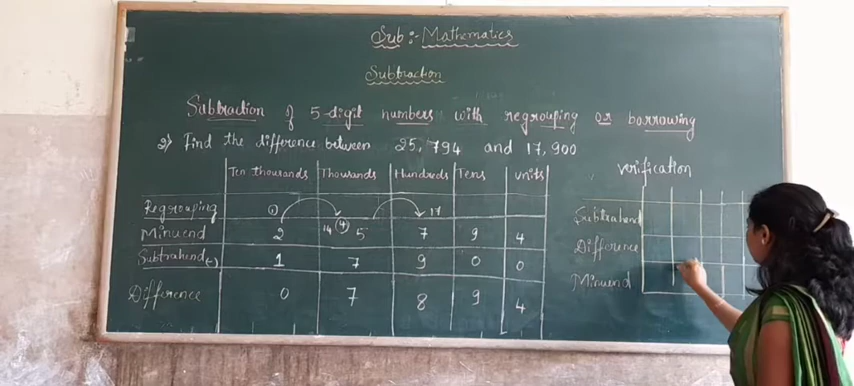 Sub :- Mathematics
Subtraction
Subtraction of 5-digit numbers with regrouping or borrowing
2) Find the difference between 25,794 and 17,900
Ten thousands Thousands Hundreds Tens Units
Regrouping 1 17
Minuend 2 14 4 5 7 9 4
Subtrahend (-) 1 7 9 0 0
Difference 0 7 8 9 4
Verification
Subtrahend
Difference
Minuend